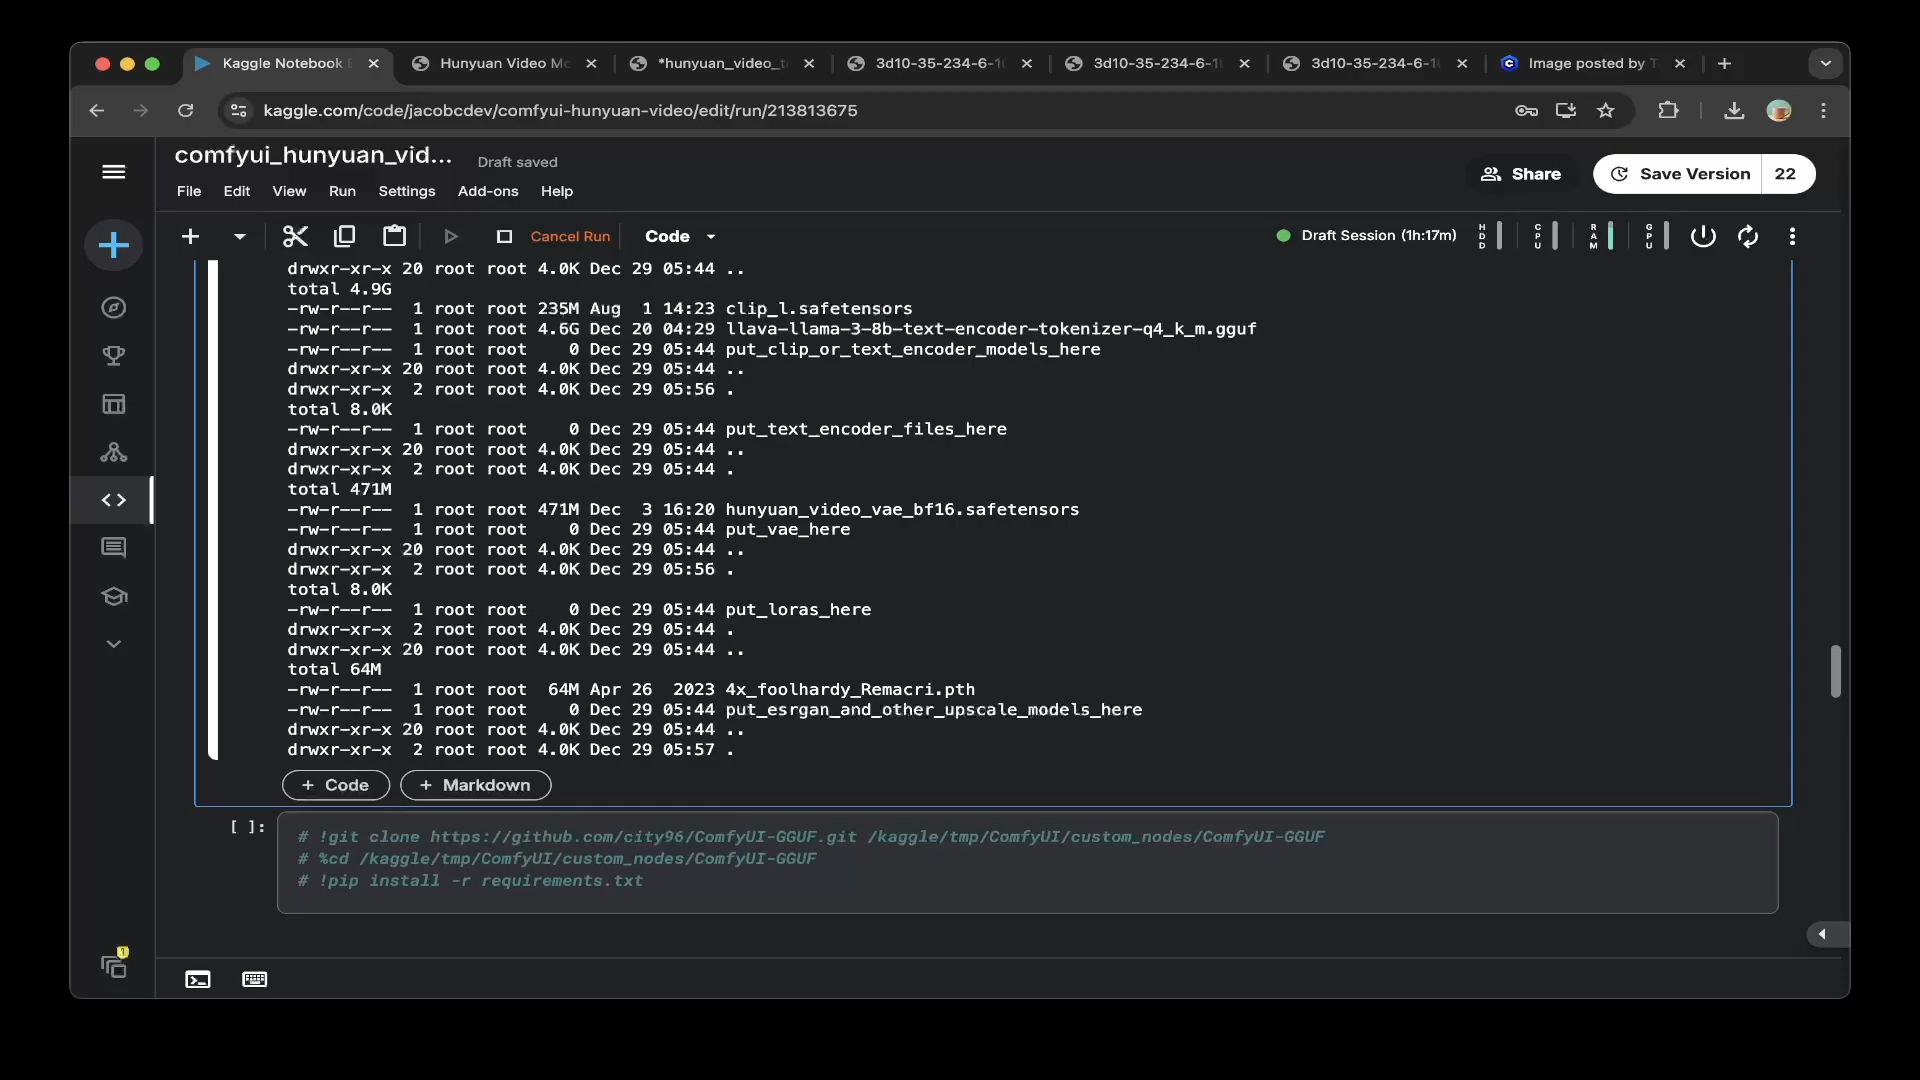 Kaggle Notebook E
Hunyuan Video Mo
*hunyuan_video_t
3d10-35-234-6-1
3d10-35-234-6-1
3d10-35-234-6-1
Image posted by T
kaggle.com/code/jacobcdev/comfyui-hunyuan-video/edit/run/213813675
comfyui_hunyuan_vid...
Draft saved
Share
Save Version
22
File Edit View Run Settings Add-ons Help
Cancel Run
Code
Draft Session (1h:17m)
HDD
CPU
RAM
GPU
drwxr-xr-x 20 root root 4.0K Dec 29 05:44 ..
total 4.9G
-rw-r--r-- 1 root root 235M Aug 1 14:23 clip_l.safetensors
-rw-r--r-- 1 root root 4.6G Dec 20 04:29 llava-llama-3-8b-text-encoder-tokenizer-q4_k_m.gguf
-rw-r--r-- 1 root root 0 Dec 29 05:44 put_clip_or_text_encoder_models_here
drwxr-xr-x 20 root root 4.0K Dec 29 05:44 ..
drwxr-xr-x 2 root root 4.0K Dec 29 05:56 .
total 8.0K
-rw-r--r-- 1 root root 0 Dec 29 05:44 put_text_encoder_files_here
drwxr-xr-x 20 root root 4.0K Dec 29 05:44 ..
drwxr-xr-x 2 root root 4.0K Dec 29 05:44 .
total 471M
-rw-r--r-- 1 root root 471M Dec 3 16:20 hunyuan_video_vae_bf16.safetensors
-rw-r--r-- 1 root root 0 Dec 29 05:44 put_vae_here
drwxr-xr-x 20 root root 4.0K Dec 29 05:44 ..
drwxr-xr-x 2 root root 4.0K Dec 29 05:56 .
total 8.0K
-rw-r--r-- 1 root root 0 Dec 29 05:44 put_loras_here
drwxr-xr-x 2 root root 4.0K Dec 29 05:44 .
drwxr-xr-x 20 root root 4.0K Dec 29 05:44 ..
total 64M
-rw-r--r-- 1 root root 64M Apr 26 2023 4x_foolhardy_Remacri.pth
-rw-r--r-- 1 root root 0 Dec 29 05:44 put_esrgan_and_other_upscale_models_here
drwxr-xr-x 20 root root 4.0K Dec 29 05:44 ..
drwxr-xr-x 2 root root 4.0K Dec 29 05:57 .
+ Code
+ Markdown
[ ]:
# !git clone https://github.com/city96/ComfyUI-GGUF.git /kaggle/tmp/ComfyUI/custom_nodes/ComfyUI-GGUF
# %cd /kaggle/tmp/ComfyUI/custom_nodes/ComfyUI-GGUF
# !pip install -r requirements.txt
1